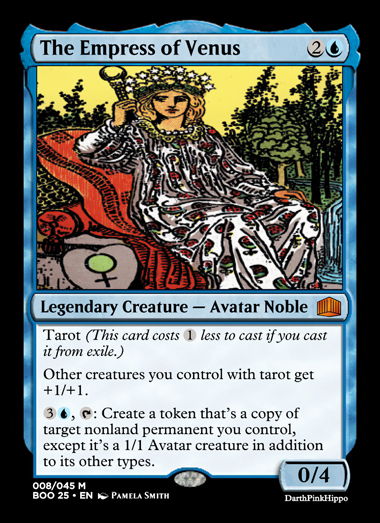 The Empress of Venus 2
Legendary Creature — Avatar Noble
Tarot (This card costs 1 less to cast if you
cast it from exile.)
Other creatures you control with tarot get
+1/+1.
3, : Create a token that's a copy of
target nonland permanent you control,
except it's a 1/1 Avatar creature in addition
to its other types.
0/4
008/045 M
BOO 25 • EN Pamela Smith
DarthPinkHippo